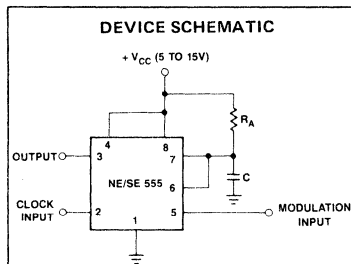 DEVICE SCHEMATIC
+ VCC (5 TO 15V)
RA
4
8
OUTPUT
3
7
NE/SE 555
C
6
CLOCK
INPUT
2
1
5
MODULATION
INPUT